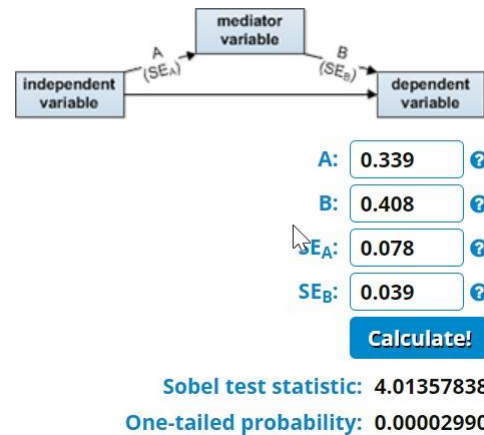 mediator
variable
A
(SEA)
B
(SEB)
independent
variable
dependent
variable
A: 0.339 ?
B: 0.408 ?
SEA: 0.078 ?
SEB: 0.039 ?
Calculate!
Sobel test statistic: 4.01357838
One-tailed probability: 0.00002990